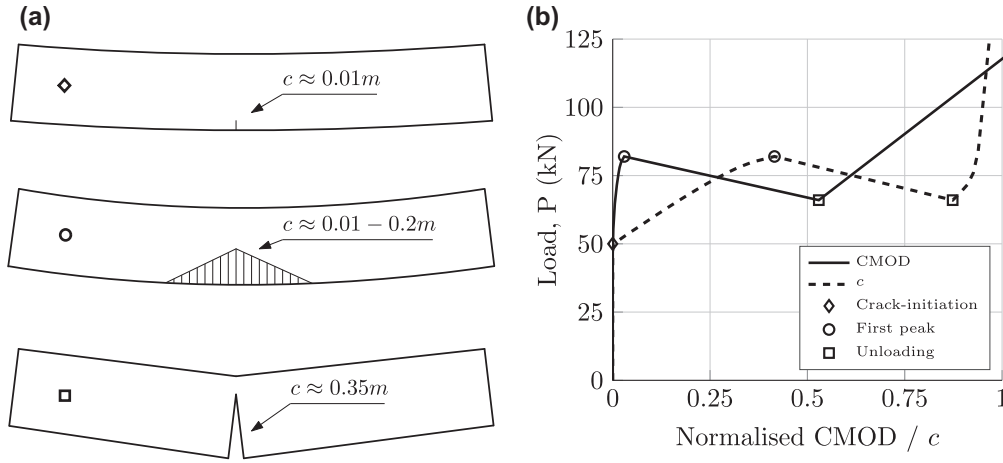 (a)
c ≈ 0.01m
c ≈ 0.01 − 0.2m
c ≈ 0.35m
(b)
125
100
75
50
25
0
Load, P (kN)
CMOD
c
Crack-initiation
First peak
Unloading
0 0.25 0.5 0.75 1
Normalised CMOD / c